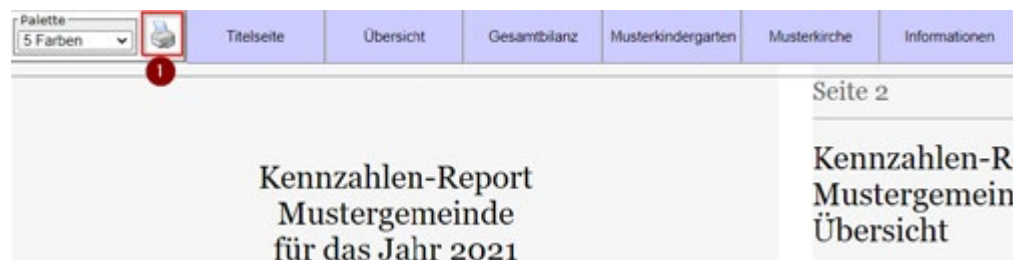 Palette
5 Farben
Titelseite
Übersicht
Gesamtbilanz
Musterkindergarten
Musterkirche
Informationen
1
Kennzahlen-Report
Mustergemeinde
für das Jahr 2021
Seite 2
Kennzahlen-R
Mustergemein
Übersicht